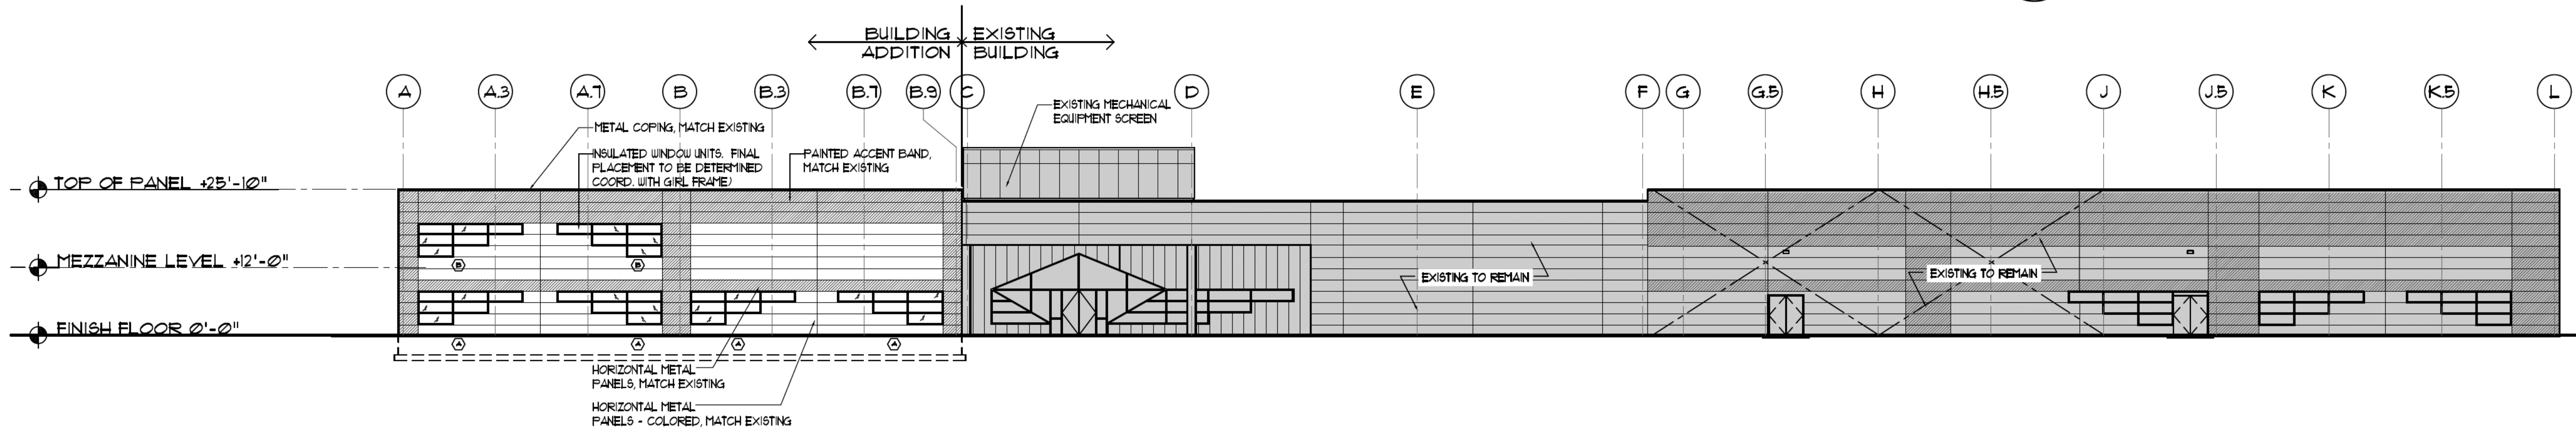 BUILDING EXISTING
ADDITION BUILDING
A A.3 A.7 B B.3 B.7 B.9 C D E F G G.5 H H.5 J J.5 K K.5 L
EXISTING MECHANICAL
EQUIPMENT SCREEN
METAL COPING, MATCH EXISTING
INSULATED WINDOW UNITS. FINAL
PLACEMENT TO BE DETERMINED
COORD. WITH GIRL FRAME)
PAINTED ACCENT BAND,
MATCH EXISTING
TOP OF PANEL +25'-10"
MEZZANINE LEVEL +12'-0"
B B
EXISTING TO REMAIN
EXISTING TO REMAIN
FINISH FLOOR 0'-0"
A A A A
HORIZONTAL METAL
PANELS, MATCH EXISTING
HORIZONTAL METAL
PANELS - COLORED, MATCH EXISTING